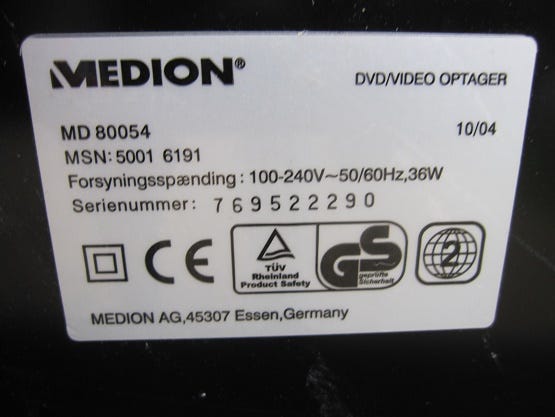 MEDION®
DVD/VIDEO OPTAGER
MD 80054
10/04
MSN: 5001 6191
Forsyningsspænding : 100-240V~50/60Hz,36W
Serienummer: 769522290
CE
TÜV
Rheinland
Product Safety
GS
geprüfte
Sicherheit
2
MEDION AG,45307 Essen,Germany